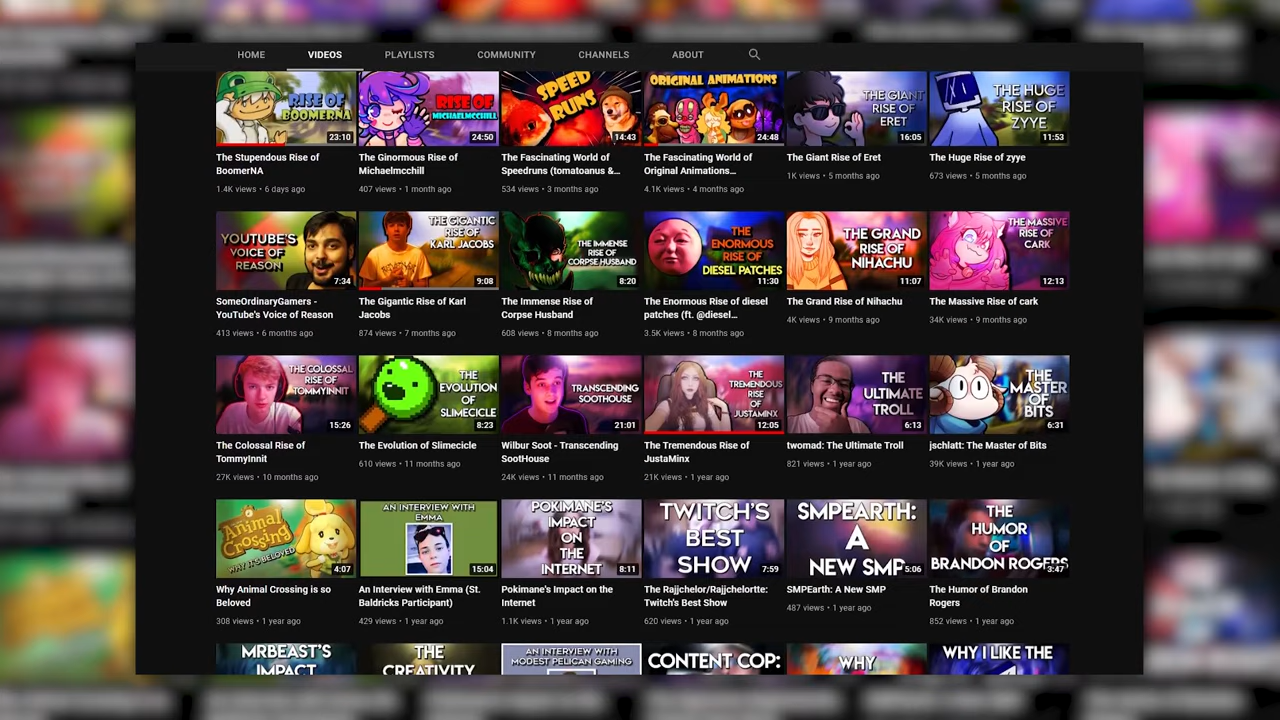 HOME VIDEOS PLAYLISTS COMMUNITY CHANNELS ABOUT
RISE OF
BOOMERNA
23:10
RISE OF
MICHAELMCCHILL
24:50
SPEED
RUNS
14:43
ORIGINAL ANIMATIONS
24:48
THE GIANT
RISE OF
ERET
16:05
THE HUGE
RISE OF
ZYYE
11:53
The Stupendous Rise of
BoomerNA
1.4K views • 6 days ago
The Ginormous Rise of
Michaelmcchill
407 views • 1 month ago
The Fascinating World of
Speedruns (tomatoanus &...
534 views • 3 months ago
The Fascinating World of
Original Animations...
4.1K views • 4 months ago
The Giant Rise of Eret
1K views • 5 months ago
The Huge Rise of zyye
673 views • 5 months ago
YOUTUBE'S
VOICE OF
REASON
7:34
THE GIGANTIC
RISE OF
KARL JACOBS
9:08
THE IMMENSE
RISE OF
CORPSE HUSBAND
8:20
THE
ENORMOUS
RISE OF
DIESEL PATCHES
11:30
THE GRAND
RISE OF
NIHACHU
11:07
THE MASSIVE
RISE OF
CARK
12:13
SomeOrdinaryGamers -
YouTube's Voice of Reason
413 views • 6 months ago
The Gigantic Rise of Karl
Jacobs
874 views • 7 months ago
The Immense Rise of
Corpse Husband
608 views • 8 months ago
The Enormous Rise of diesel
patches (ft. @diesel...
3.5K views • 8 months ago
The Grand Rise of Nihachu
4K views • 9 months ago
The Massive Rise of cark
34K views • 9 months ago
THE COLOSSAL
RISE OF
TOMMYINNIT
15:26
THE
EVOLUTION
OF
SLIMECICLE
8:23
TRANSCENDING
SOOTHOUSE
21:01
THE
TREMENDOUS
RISE
OF
JUSTAMINX
12:05
THE
ULTIMATE
TROLL
6:13
THE
MASTER
OF
BITS
6:31
The Colossal Rise of
TommyInnit
27K views • 10 months ago
The Evolution of Slimecicle
610 views • 11 months ago
Wilbur Soot - Transcending
SootHouse
24K views • 11 months ago
The Tremendous Rise of
JustaMinx
21K views • 1 year ago
twomad: The Ultimate Troll
821 views • 1 year ago
jschlatt: The Master of Bits
39K views • 1 year ago
Animal
Crossing
WHY IT'S BELOVED
4:07
AN INTERVIEW WITH
EMMA
15:04
POKIMANE'S
IMPACT
ON
THE
INTERNET
8:11
TWITCH'S
BEST
SHOW
7:59
SMPEARTH:
A
NEW SMP
5:06
THE
HUMOR
OF
BRANDON ROGERS
3:47
Why Animal Crossing is so
Beloved
308 views • 1 year ago
An Interview with Emma (St.
Baldricks Participant)
429 views • 1 year ago
Pokimane's Impact on the
Internet
1.1K views • 1 year ago
The Rajjchelor/Rajjchelortte:
Twitch's Best Show
620 views • 1 year ago
SMPEarth: A New SMP
487 views • 1 year ago
The Humor of Brandon
Rogers
852 views • 1 year ago
MRBEAST'S
IMPACT
THE
CREATIVITY
AN INTERVIEW WITH
MODEST PELICAN GAMING
CONTENT COP:
WHY
WHY I LIKE THE